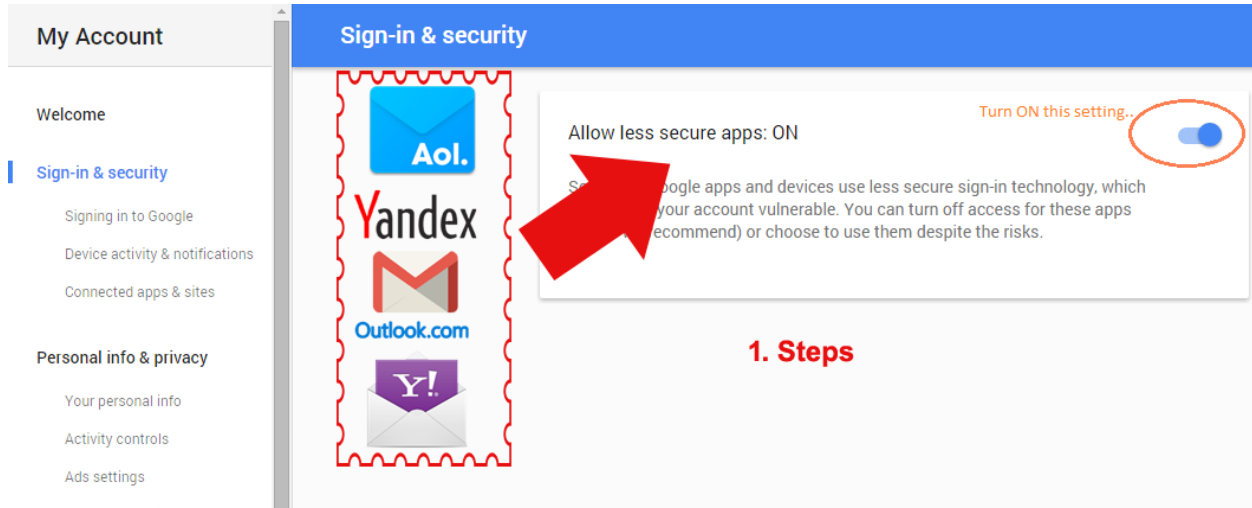 My Account
Sign-in & security
Welcome
Sign-in & security
Signing in to Google
Device activity & notifications
Connected apps & sites
Personal info & privacy
Your personal info
Activity controls
Ads settings
Aol.
Yandex
Outlook.com
Y!
Turn ON this setting..
Allow less secure apps: ON
oogle apps and devices use less secure sign-in technology, which
your account vulnerable. You can turn off access for these apps
ecommend) or choose to use them despite the risks.
1. Steps